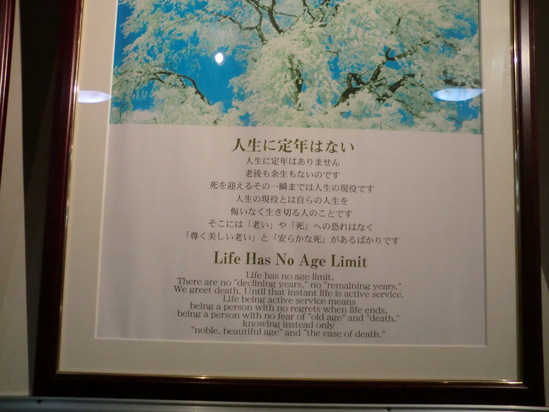 人生に定年はない
人生に定年はありません
老後も余生もないのです
死を迎えるその一瞬までは人生の現役です
人生の現役とは自らの人生を
悔いなく生き切る人のことです
そこには「老い」や「死」への恐れはなく
「尊く美しい老い」と「安らかな死」があるばかりです
Life Has No Age Limit
Life has no age limit.
There are no "declining years," no "remaining years."
We greet death. Until that instant life is active service.
Life being active service means
being a person with no regrets when life ends,
being a person with no fear of "old age" and "death,"
knowing instead only
"noble, beautiful age" and "the ease of death."